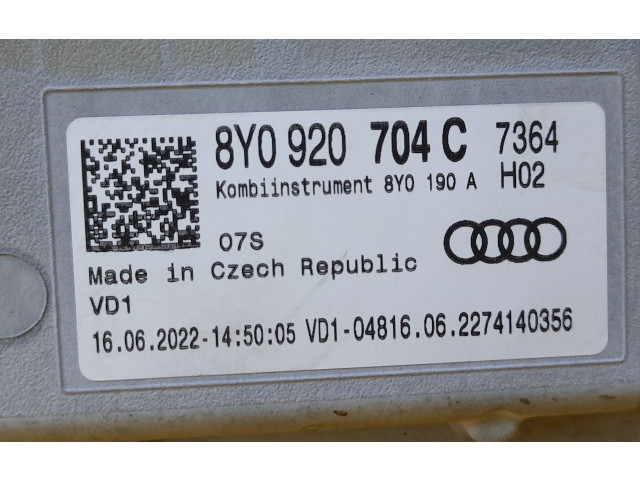 8Y0 920 704 C 7364
Kombiinstrument 8Y0 190 A H02
07S
Made in Czech Republic
VD1
16.06.2022-14:50:05 VD1-04816.06.2274140356